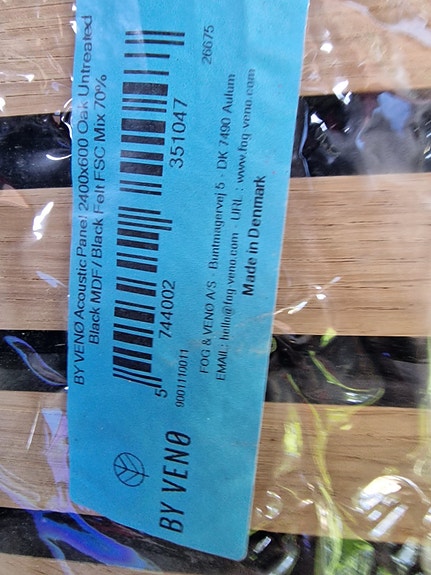 BY VENØ Acoustic Panel 2400x600 Oak Untreated
Black MDF / Black Felt FSC Mix 70%
5 744002 351047
9001110011
26675
FOG & VENØ A/S · Buntmagervej 5 · DK 7490 Aulum
EMAIL: hello@fog-veno.com · URL: www.fog-veno.com
Made in Denmark
BY VENØ